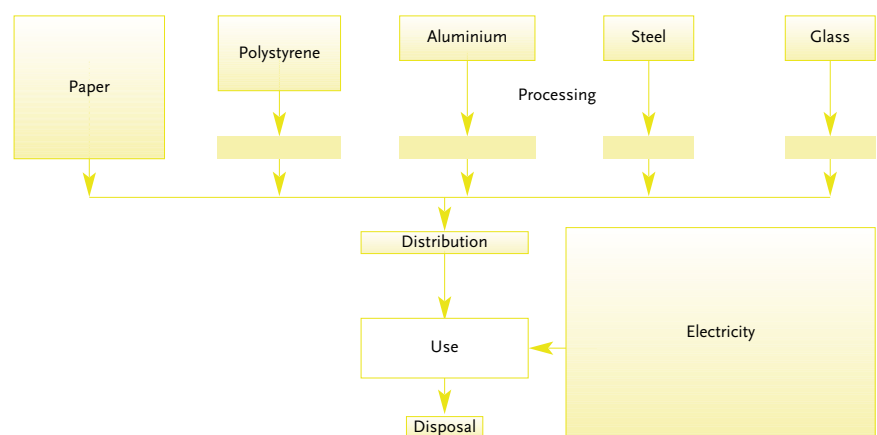 Paper
Polystyrene
Aluminium
Steel
Glass
Processing
Distribution
Use
Electricity
Disposal